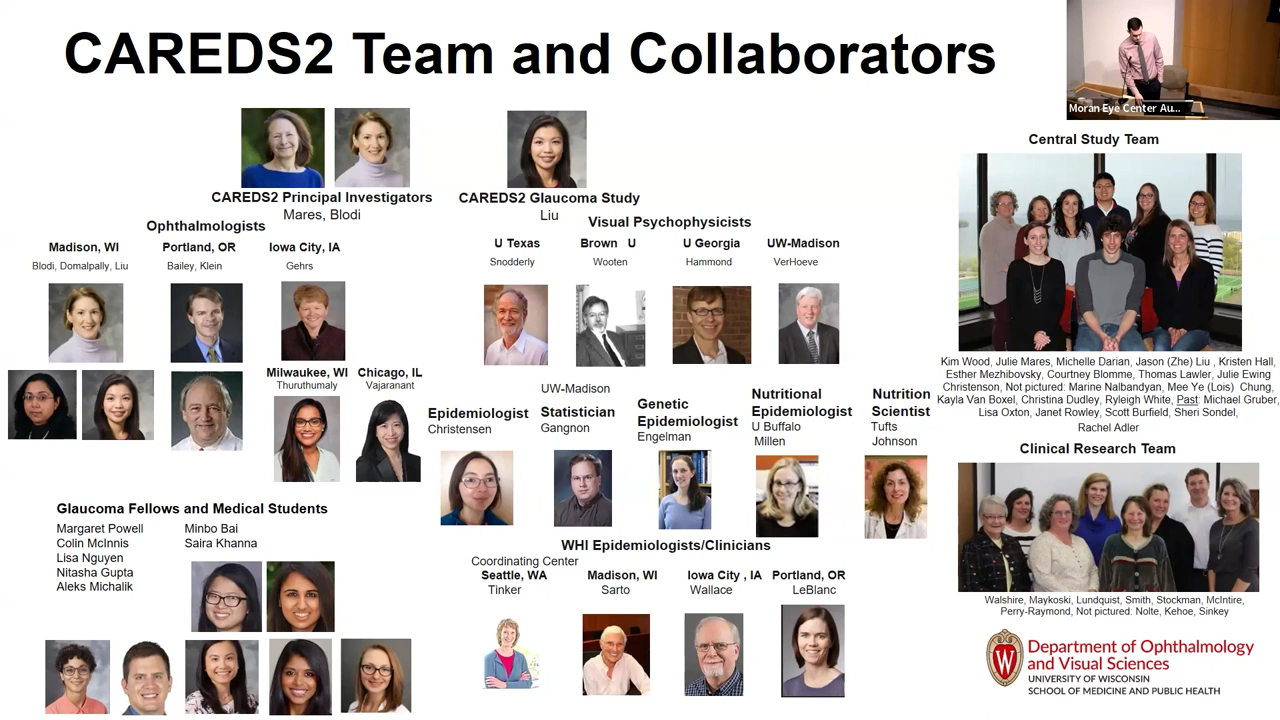 CAREDS2 Team and Collaborators
Moran Eye Center Au...
CAREDS2 Principal Investigators
Mares, Blodi
CAREDS2 Glaucoma Study
Liu
Ophthalmologists
Madison, WI
Blodi, Domalpally, Liu
Portland, OR
Bailey, Klein
Iowa City, IA
Gehrs
Milwaukee, WI
Thuruthumaly
Chicago, IL
Vajaranant
Visual Psychophysicists
U Texas
Snodderly
Brown U
Wooten
U Georgia
Hammond
UW-Madison
VerHoeve
Epidemiologist
Christensen
UW-Madison
Statistician
Gangnon
Genetic
Epidemiologist
Engelman
Nutritional
Epidemiologist
U Buffalo
Millen
Nutrition
Scientist
Tufts
Johnson
Glaucoma Fellows and Medical Students
Margaret Powell
Colin McInnis
Lisa Nguyen
Nitasha Gupta
Aleks Michalik
Minbo Bai
Saira Khanna
WHI Epidemiologists/Clinicians
Coordinating Center
Seattle, WA
Tinker
Madison, WI
Sarto
Iowa City , IA
Wallace
Portland, OR
LeBlanc
Central Study Team
Kim Wood, Julie Mares, Michelle Darian, Jason (Zhe) Liu , Kristen Hall,
Esther Mezhibovsky, Courtney Blomme, Thomas Lawler, Julie Ewing
Christenson, Not pictured: Marine Nalbandyan, Mee Ye (Lois) Chung,
Kayla Van Boxel, Christina Dudley, Ryleigh White, Past: Michael Gruber,
Lisa Oxton, Janet Rowley, Scott Burfield, Sheri Sondel,
Rachel Adler
Clinical Research Team
Walshire, Maykoski, Lundquist, Smith, Stockman, McIntire,
Perry-Raymond, Not pictured: Nolte, Kehoe, Sinkey
W
Department of Ophthalmology
and Visual Sciences
UNIVERSITY OF WISCONSIN
SCHOOL OF MEDICINE AND PUBLIC HEALTH